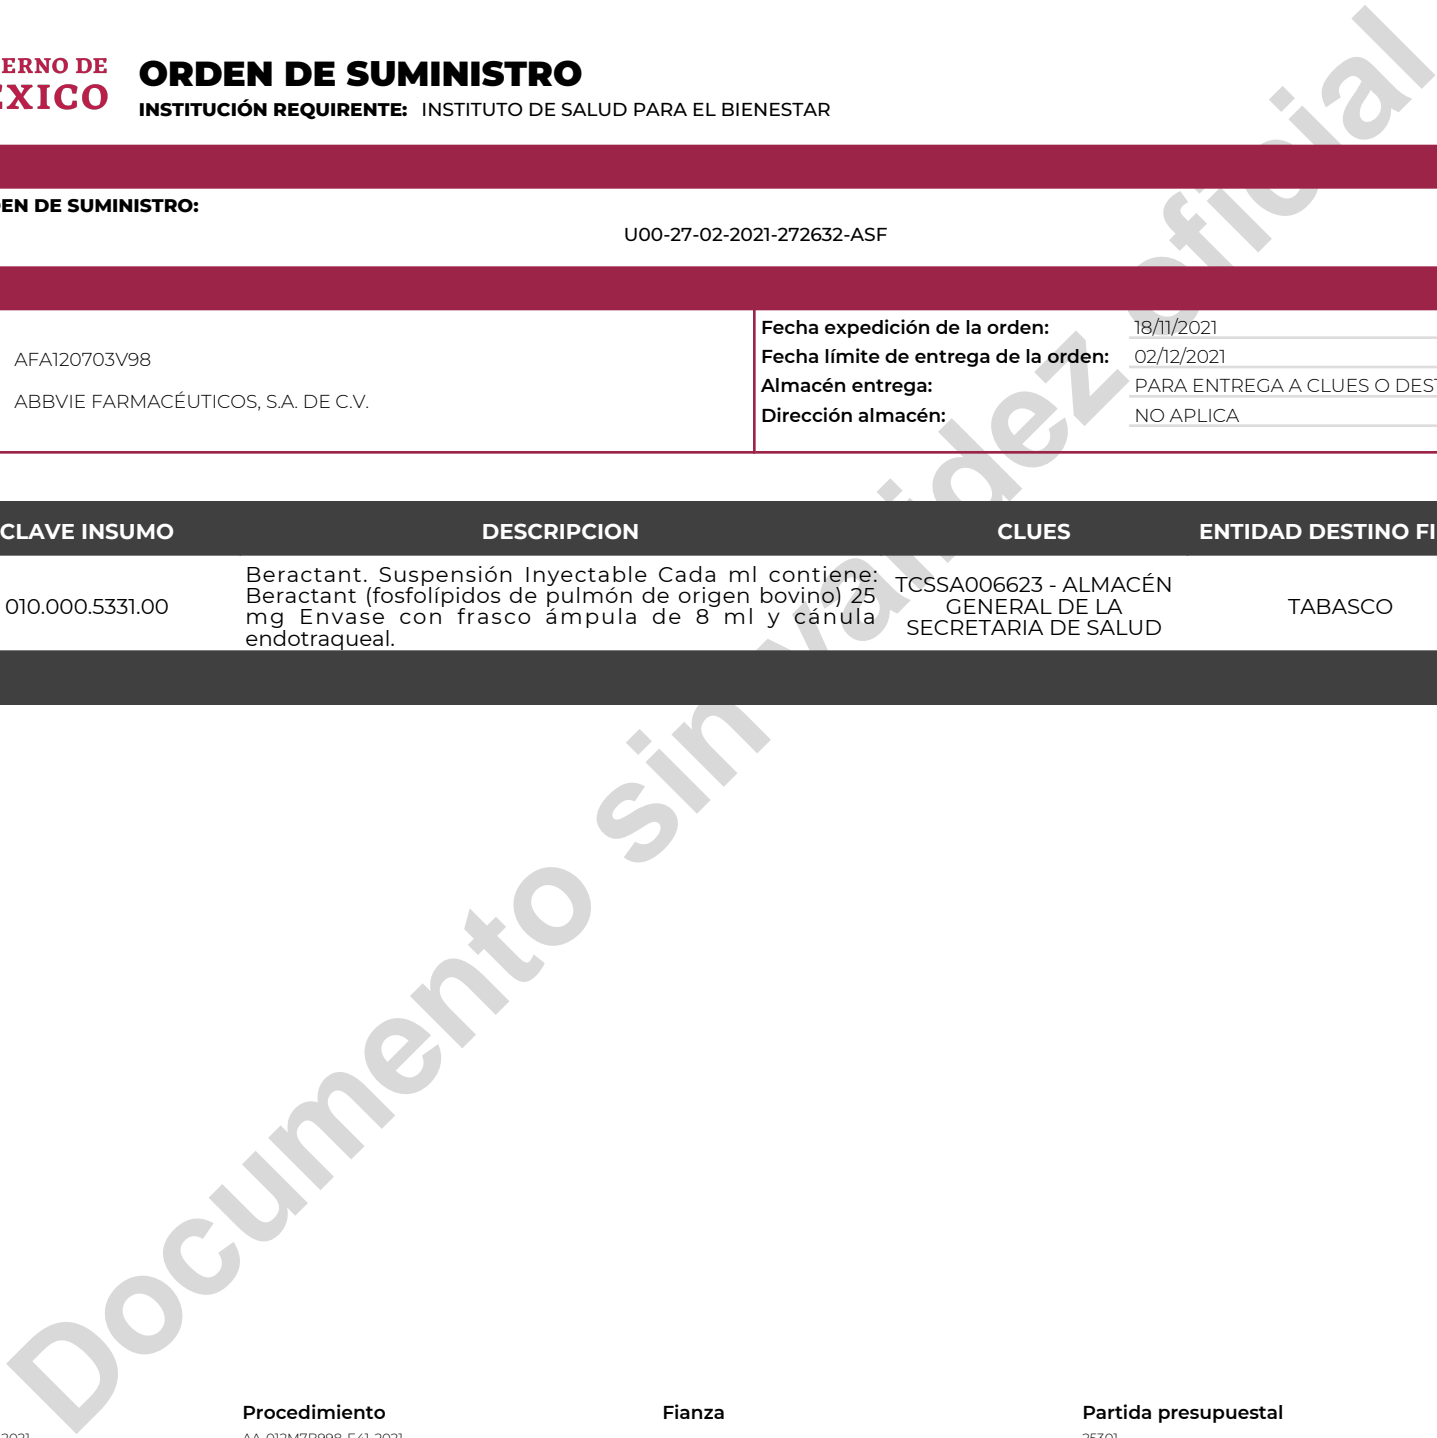 ERNO DE
ORDEN DE SUMINISTRO
EXICO
INSTITUCIÓN REQUIRENTE: INSTITUTO DE SALUD PARA EL BIENESTAR
EN DE SUMINISTRO:
U00-27-02-2021-272632-ASF
Fecha expedición de la orden: 18/11/2021
AFA120703V98
Fecha límite de entrega de la orden: 02/12/2021
Almacén entrega: PARA ENTREGA A CLUES O DEST
ABBVIE FARMACÉUTICOS, S.A. DE C.V.
Dirección almacén: NO APLICA
CLAVE INSUMO DESCRIPCION CLUES ENTIDAD DESTINO FI
010.000.5331.00
Beractant. Suspensión Inyectable Cada ml contiene:
Beractant (fosfolípidos de pulmón de origen bovino) 25
mg Envase con frasco ámpula de 8 ml y cánula
endotraqueal.
TCSSA006623 - ALMACÉN
GENERAL DE LA
SECRETARIA DE SALUD
TABASCO
Documento sin validez oficial
Procedimiento Fianza Partida presupuestal